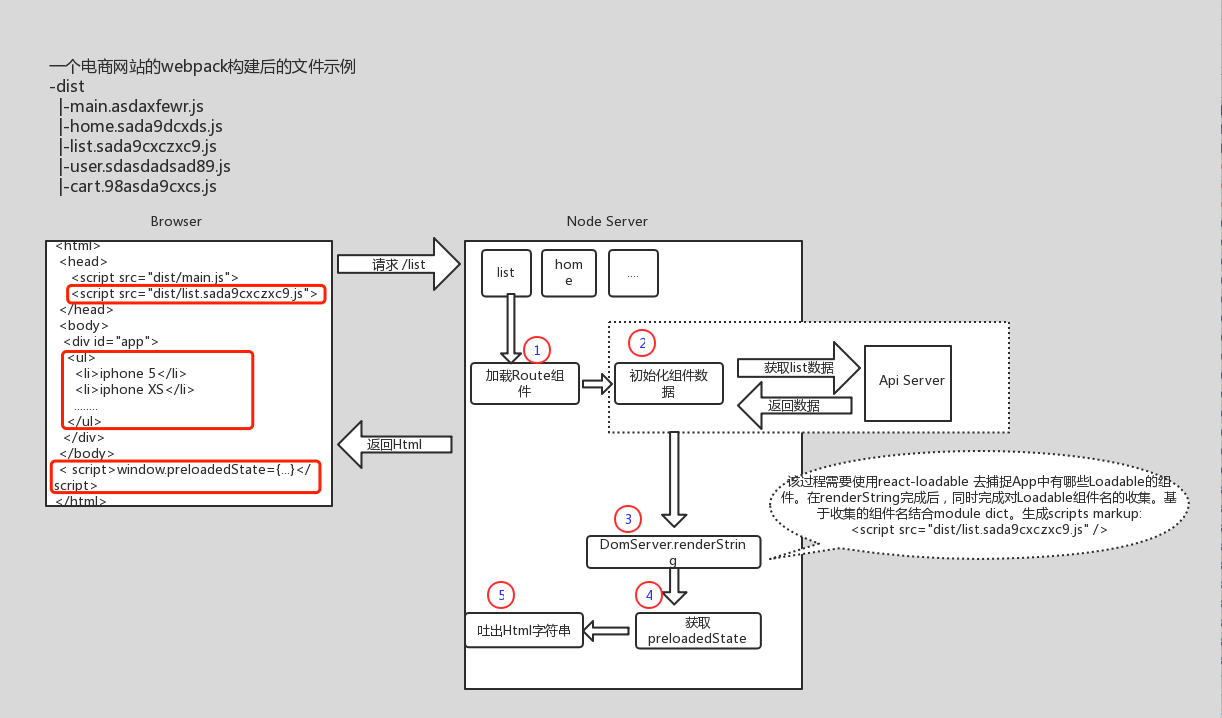 一个电商网站的webpack构建后的文件示例
-dist
|-main.asdaxfewr.js
|-home.sada9dcxds.js
|-list.sada9cxczxc9.js
|-user.sdasdadsad89.js
|-cart.98asda9cxcs.js
Browser
Node Server
<html>
<head>
<script src="dist/main.js">
<script src="dist/list.sada9cxczxc9.js">
</head>
<body>
<div id="app">
<ul>
<li>iphone 5</li>
<li>iphone XS</li>
........
</ul>
</div>
</body>
< script>window.preloadedState={...}</
script>
</html>
请求 /list
返回Html
list
hom
e
....
1
加载Route组
件
2
初始化组件数
据
获取list数据
返回数据
Api Server
该过程需要使用react-loadable 去捕捉App中有哪些Loadable的组
件。在renderString完成后，同时完成对Loadable组件名的收集。基
于收集的组件名结合module dict。生成scripts markup:
<script src="dist/list.sada9cxczxc9.js" />
3
DomServer.renderStrin
g
4
获取
preloadedState
5
吐出Html字符串